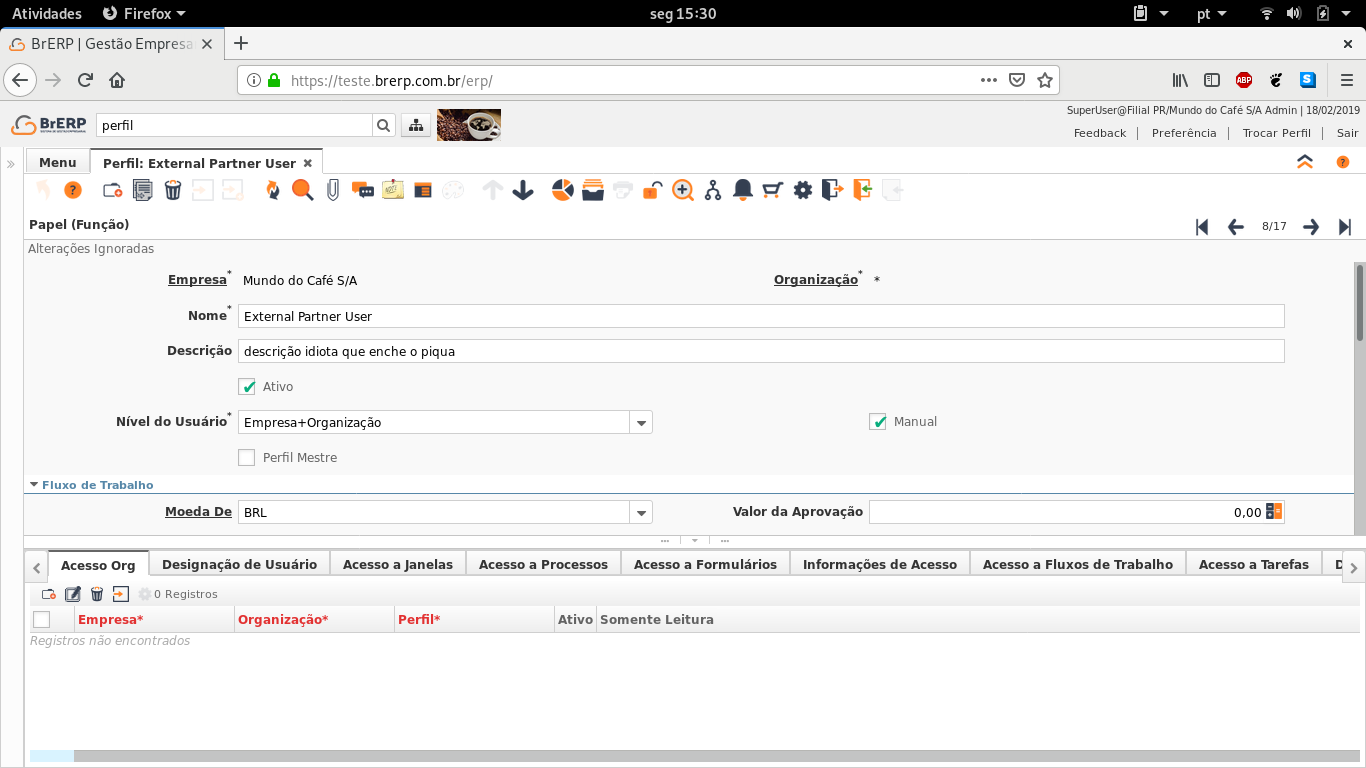 Atividades Firefox seg 15:30 pt
BrERP | Gestão Empresa
https://teste.brerp.com.br/erp/ ABP S
SuperUser@Filial PR/Mundo do Café S/A Admin | 18/02/2019
BrERP perfil
Feedback | Preferência | Trocar Perfil | Sair
Menu Perfil: External Partner User
Papel (Função) 8/17
Alterações Ignoradas
Empresa* Mundo do Café S/A Organização* *
Nome* External Partner User
Descrição descrição idiota que enche o piqua
Ativo
Nível do Usuário* Empresa+Organização Manual
Perfil Mestre
Fluxo de Trabalho
Moeda De BRL Valor da Aprovação 0,00
Acesso Org Designação de Usuário Acesso a Janelas Acesso a Processos Acesso a Formulários Informações de Acesso Acesso a Fluxos de Trabalho Acesso a Tarefas D
0 Registros
Empresa* Organização* Perfil* Ativo Somente Leitura
Registros não encontrados